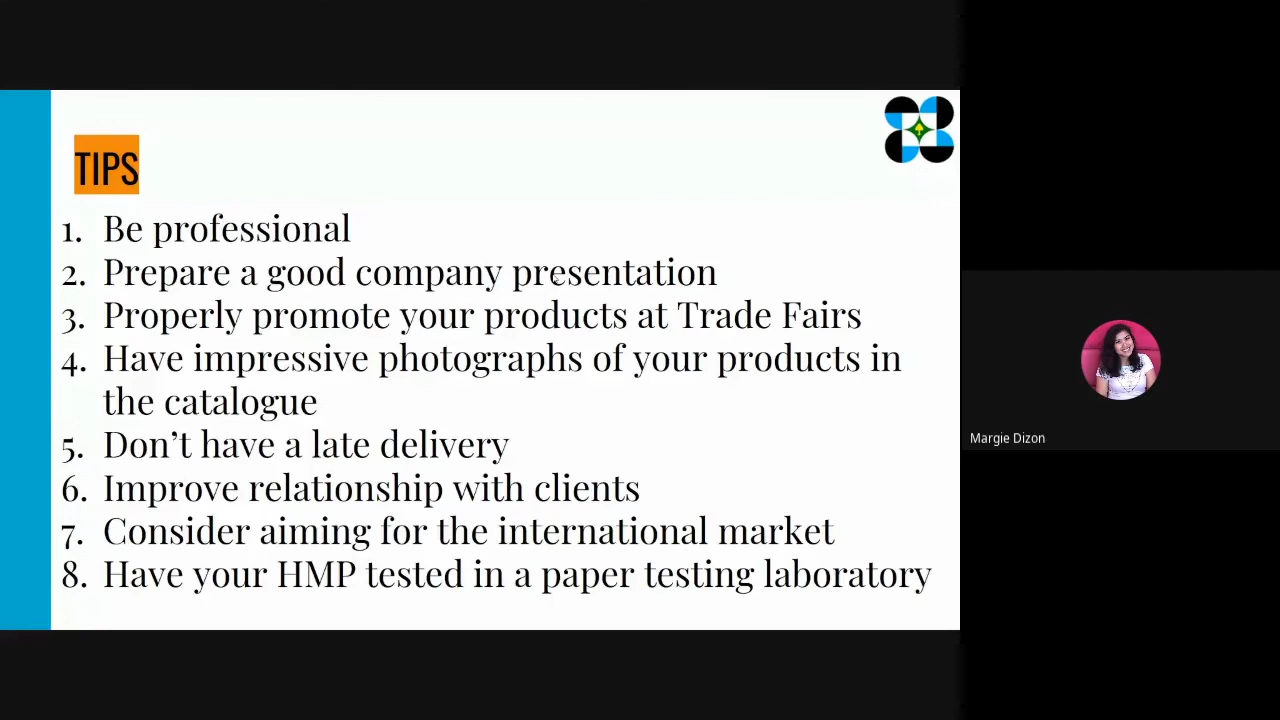 TIPS
1. Be professional
2. Prepare a good company presentation
3. Properly promote your products at Trade Fairs
4. Have impressive photographs of your products in
the catalogue
5. Don’t have a late delivery
6. Improve relationship with clients
7. Consider aiming for the international market
8. Have your HMP tested in a paper testing laboratory
Margie Dizon